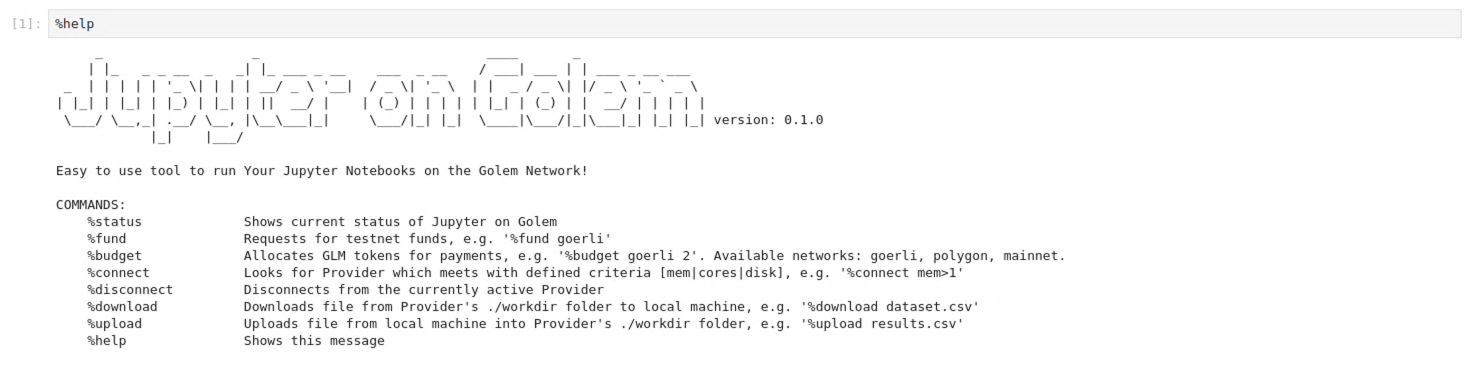 [1]: %help
Jupyter on Golem version: 0.1.0
Easy to use tool to run Your Jupyter Notebooks on the Golem Network!
COMMANDS:
%status Shows current status of Jupyter on Golem
%fund Requests for testnet funds, e.g. '%fund goerli'
%budget Allocates GLM tokens for payments, e.g. '%budget goerli 2'. Available networks: goerli, polygon, mainnet.
%connect Looks for Provider which meets with defined criteria [mem|cores|disk], e.g. '%connect mem>1'
%disconnect Disconnects from the currently active Provider
%download Downloads file from Provider's ./workdir folder to local machine, e.g. '%download dataset.csv'
%upload Uploads file from local machine into Provider's ./workdir folder, e.g. '%upload results.csv'
%help Shows this message